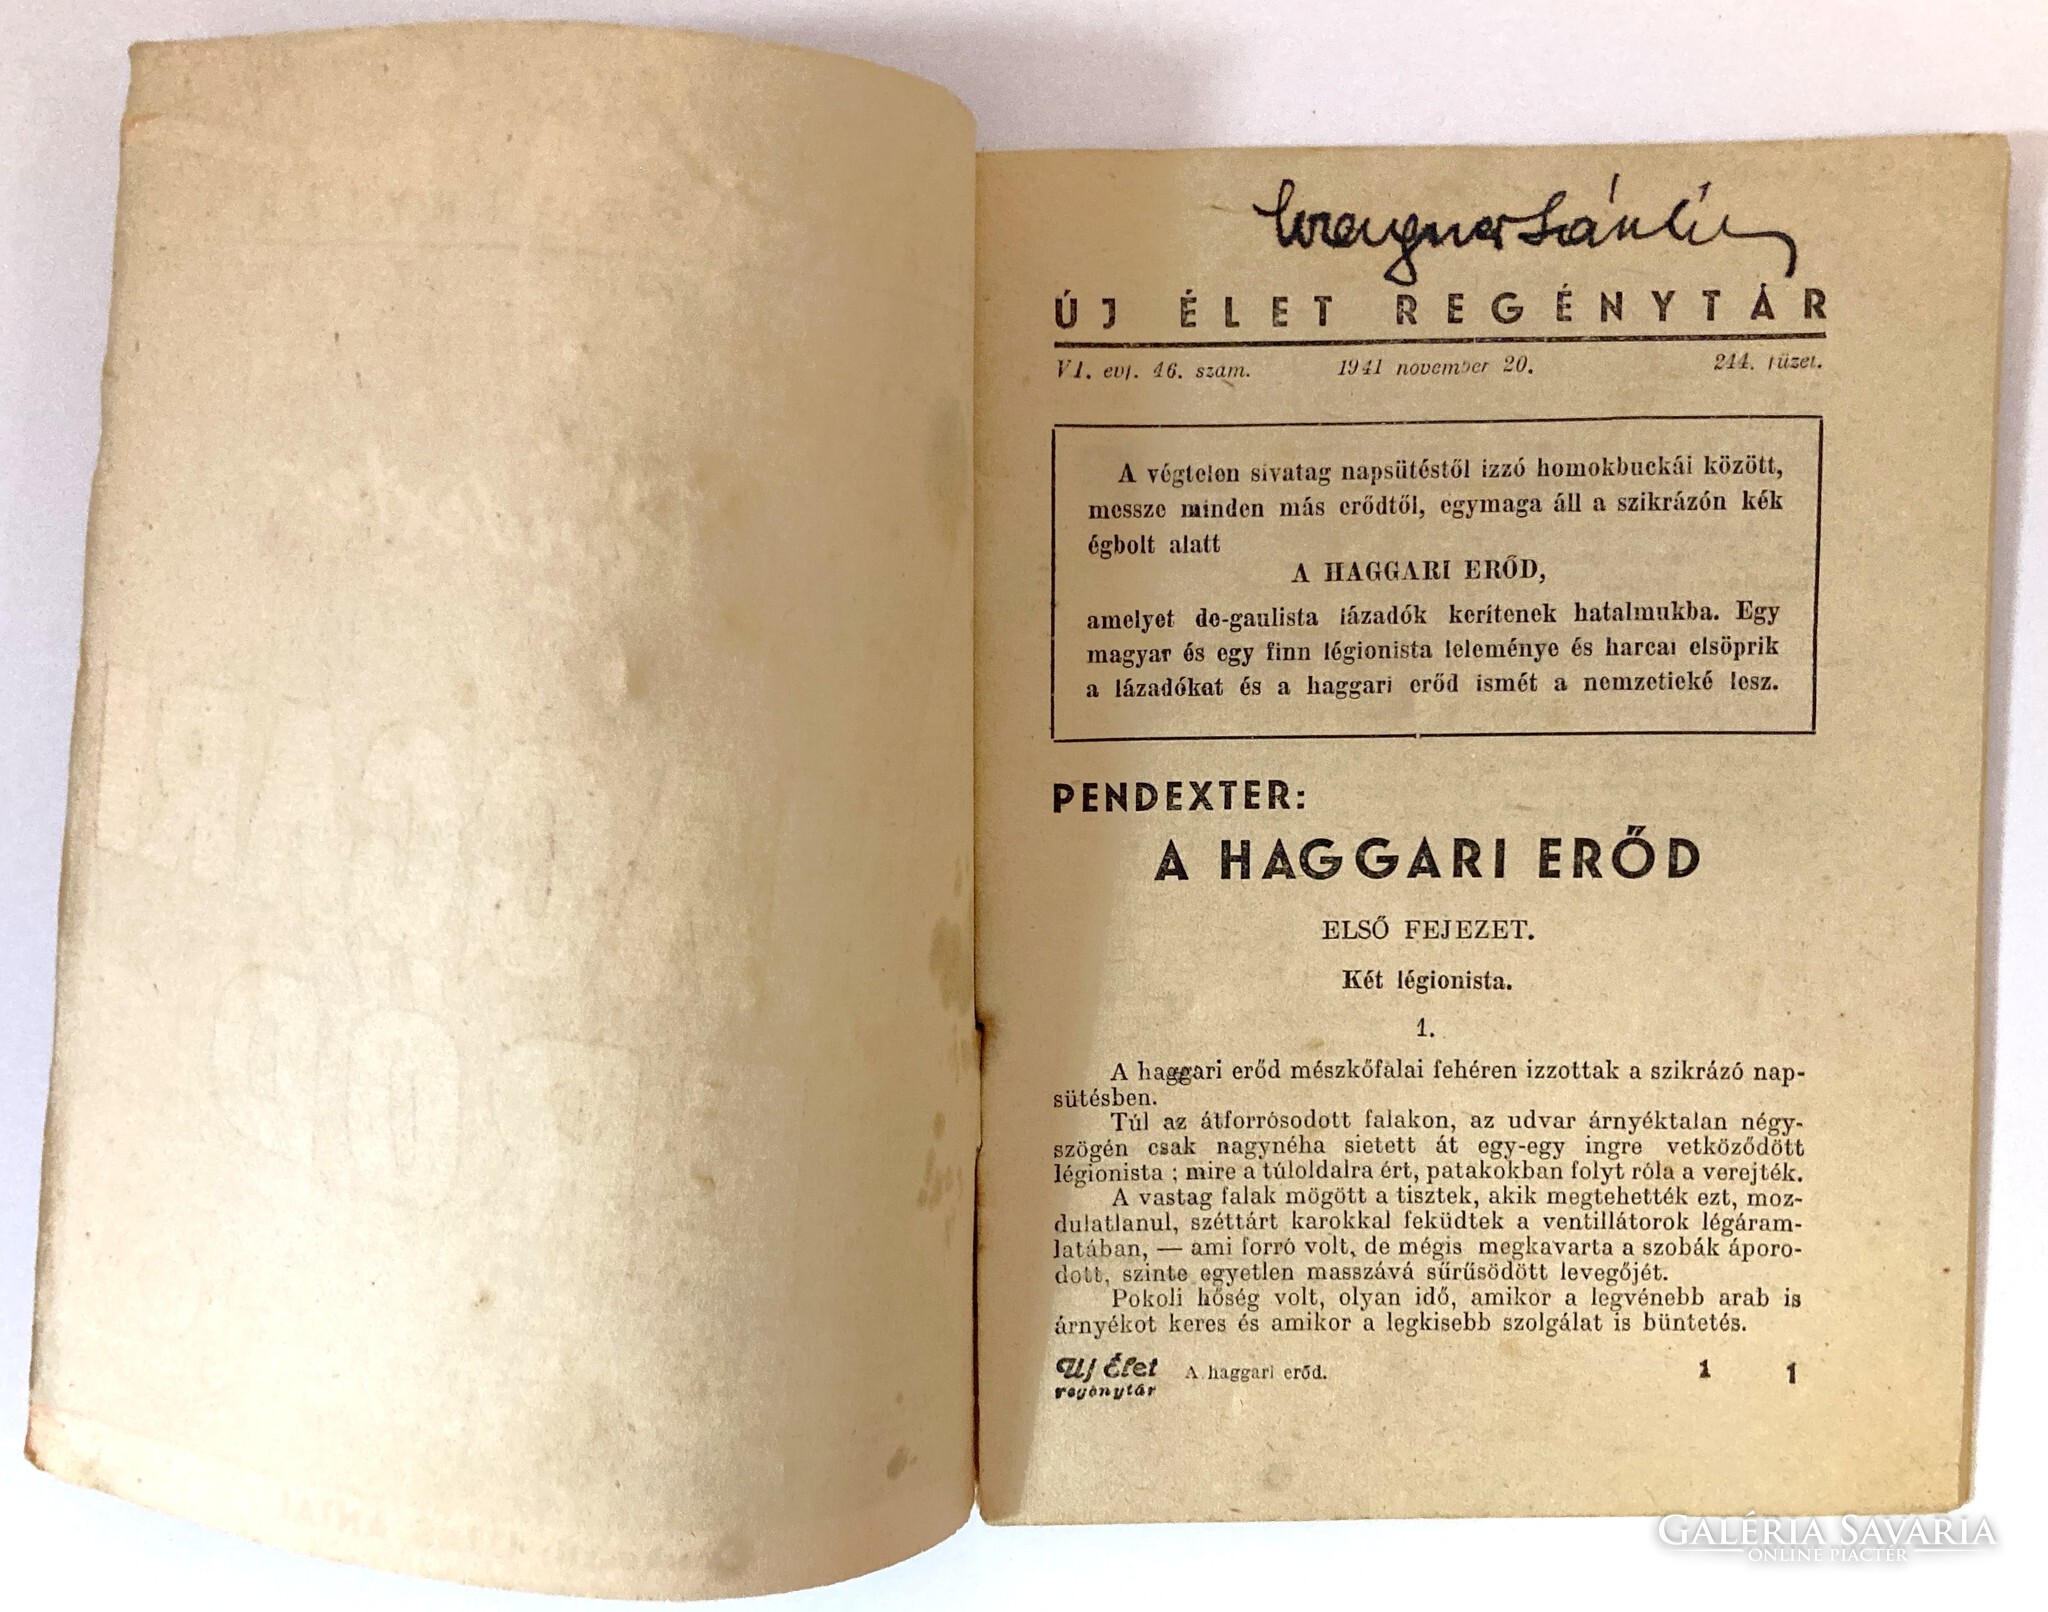 ÚJ ÉLET REGÉNYTÁR
VI. évf. 46. szám. 1941 november 20. 244. füzet.
A végtelen sivatag napsütéstől izzó homokbuckái között,
messze minden más erődtől, egymaga áll a szikrázón kék
égbolt alatt
A HAGGARI ERŐD,
amelyet de-gaulista lázadók kerítenek hatalmukba. Egy
magyar és egy finn légionista leleménye és harcai elsöprik
a lázadókat és a haggari erőd ismét a nemzetieké lesz.
PENDEXTER:
A HAGGARI ERŐD
ELSŐ FEJEZET.
Két légionista.
1.
A haggari erőd mészkőfalai fehéren izzottak a szikrázó nap-
sütésben.
Túl az átforrósodott falakon, az udvar árnyéktalan négy-
szögén csak nagynéha sietett át egy-egy ingre vetköződött
légionista ; mire a túloldalra ért, patakokban folyt róla a verejték.
A vastag falak mögött a tisztek, akik megtehették ezt, moz-
dulatlanul, széttárt karokkal feküdtek a ventillátorok légáram-
latában, — ami forró volt, de mégis megkavarta a szobák áporo-
dott, szinte egyetlen masszává sűrűsödött levegőjét.
Pokoli hőség volt, olyan idő, amikor a legvénebb arab is
árnyékot keres és amikor a legkisebb szolgálat is büntetés.
Uj Élet A haggari erőd. 1 1
regénytár
GALÉRIA SAVARIA
ONLINE PIACTÉR